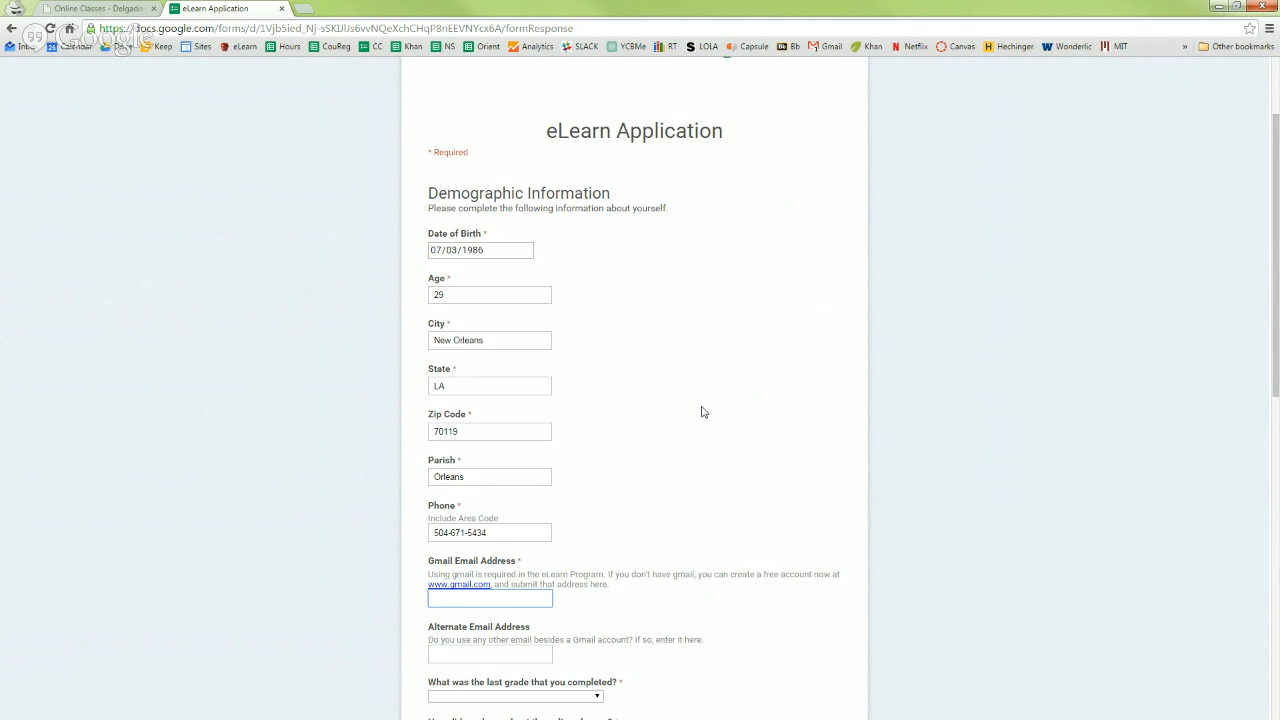 Online Classes - Delgado
eLearn Application
https://docs.google.com/forms/d/1Vjb5ied_Nj-sSKIJIJs6vvNQeXchCHqP8nEEVNYcx6A/formResponse
Google
26
Keep
Sites
eLearn
Hours
CouReg
CC
Khan
NS
Orient
Analytics
SLACK
YCBMe
RT
LOLA
Capsule
Bb
Gmail
Khan
Netflix
Canvas
Hechinger
Wonderlic
MIT
»
Other bookmarks
eLearn Application
* Required
Demographic Information
Please complete the following information about yourself.
Date of Birth *
07/03/1986
Age *
29
City *
New Orleans
State *
LA
Zip Code *
70119
Parish *
Orleans
Phone *
Include Area Code
504-671-5434
Gmail Email Address *
Using gmail is required in the eLearn Program. If you don't have gmail, you can create a free account now at
www.gmail.com, and submit that address here.
Alternate Email Address
Do you use any other email besides a Gmail account? If so, enter it here.
What was the last grade that you completed? *